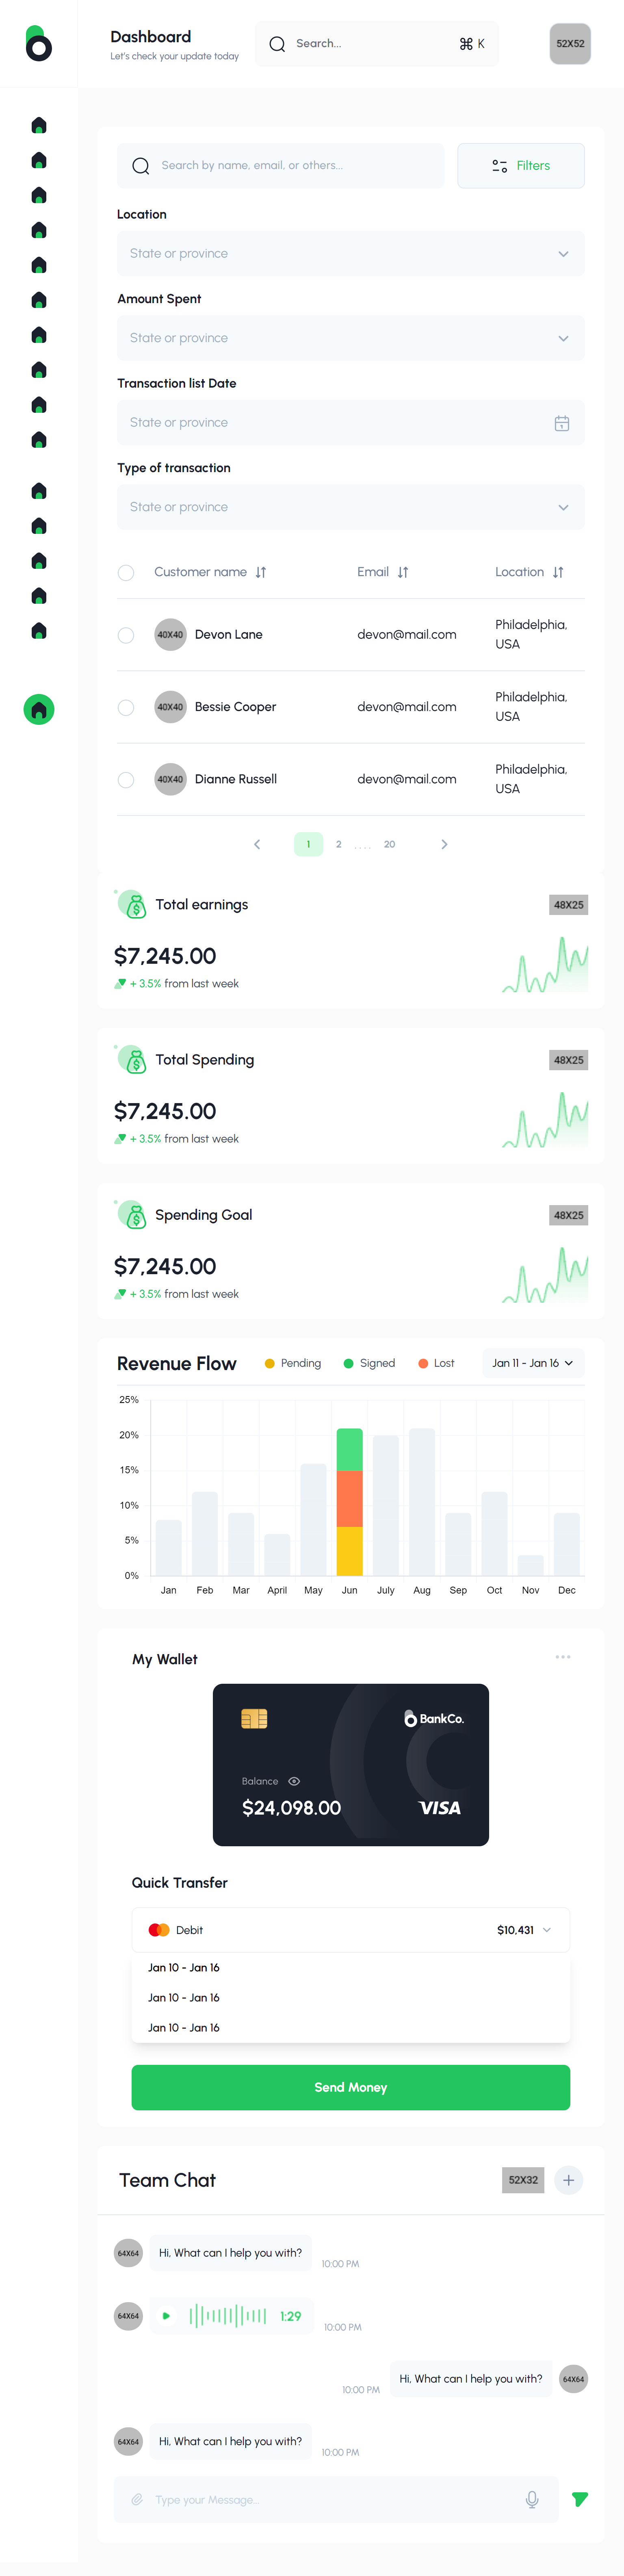 Dashboard
Let's check your update today
Search...
⌘ K
52X52
Search by name, email, or others...
Filters
Location
State or province
Amount Spent
State or province
Transaction list Date
State or province
Type of transaction
State or province
Customer name
Email
Location
40X40
Devon Lane
devon@mail.com
Philadelphia,
USA
40X40
Bessie Cooper
devon@mail.com
Philadelphia,
USA
40X40
Dianne Russell
devon@mail.com
Philadelphia,
USA
1 2 . . . . 20
Total earnings
48X25
$7,245.00
+ 3.5% from last week
Total Spending
48X25
$7,245.00
+ 3.5% from last week
Spending Goal
48X25
$7,245.00
+ 3.5% from last week
Revenue Flow
Pending
Signed
Lost
Jan 11 - Jan 16
25%
20%
15%
10%
5%
0%
Jan Feb Mar April May Jun July Aug Sep Oct Nov Dec
My Wallet
BankCo.
Balance
$24,098.00
VISA
Quick Transfer
Debit
$10,431
Jan 10 - Jan 16
Jan 10 - Jan 16
Jan 10 - Jan 16
Send Money
Team Chat
52X32
64X64
Hi, What can I help you with?
10:00 PM
64X64
1:29
10:00 PM
10:00 PM
Hi, What can I help you with?
64X64
64X64
Hi, What can I help you with?
10:00 PM
Type your Message...